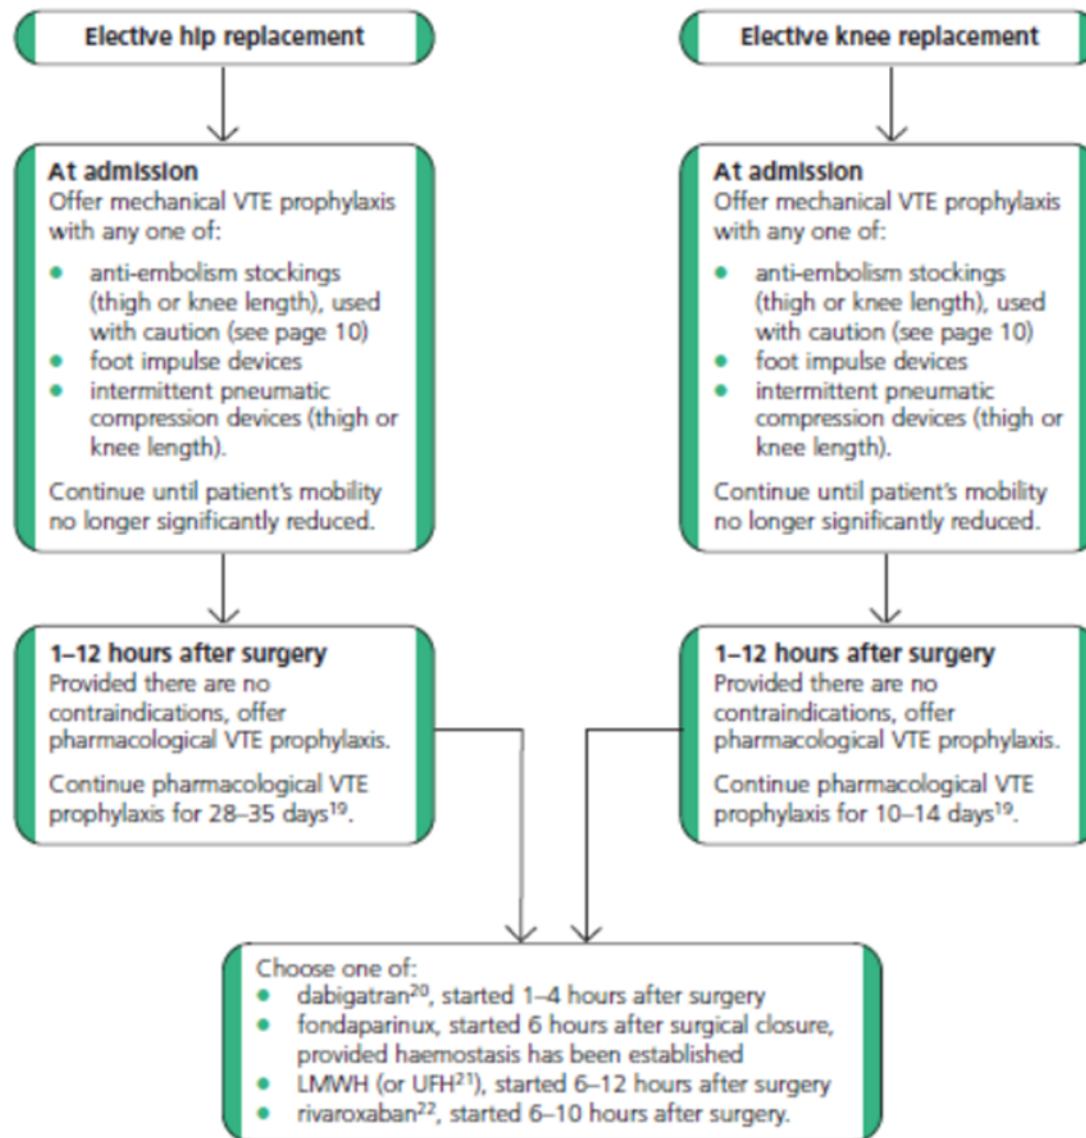 Elective hip replacement
At admission
Offer mechanical VTE prophylaxis
with any one of:
• anti-embolism stockings
(thigh or knee length), used
with caution (see page 10)
• foot impulse devices
• intermittent pneumatic
compression devices (thigh or
knee length).
Continue until patient's mobility
no longer significantly reduced.
1–12 hours after surgery
Provided there are no
contraindications, offer
pharmacological VTE prophylaxis.
Continue pharmacological VTE
prophylaxis for 28–35 days¹⁹.
Elective knee replacement
At admission
Offer mechanical VTE prophylaxis
with any one of:
• anti-embolism stockings
(thigh or knee length), used
with caution (see page 10)
• foot impulse devices
• intermittent pneumatic
compression devices (thigh or
knee length).
Continue until patient's mobility
no longer significantly reduced.
1–12 hours after surgery
Provided there are no
contraindications, offer
pharmacological VTE prophylaxis.
Continue pharmacological VTE
prophylaxis for 10–14 days¹⁹.
Choose one of:
• dabigatran²⁰, started 1–4 hours after surgery
• fondaparinux, started 6 hours after surgical closure,
provided haemostasis has been established
• LMWH (or UFH²¹), started 6–12 hours after surgery
• rivaroxaban²², started 6–10 hours after surgery.